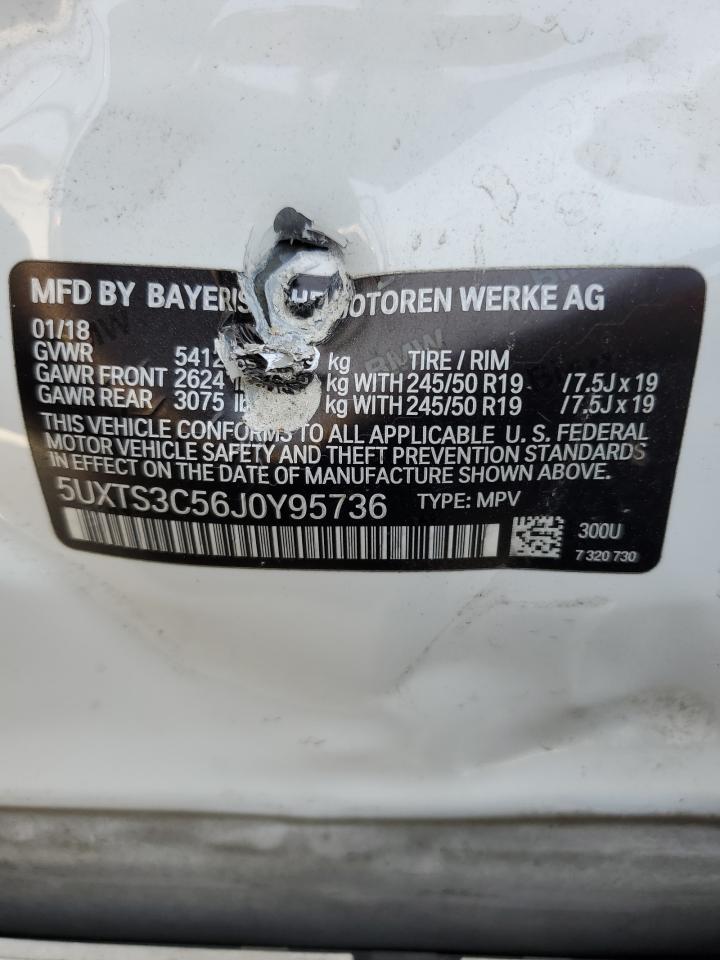 MFD BY BAYERIS HE MOTOREN WERKE AG
01/18
GVWR 5412 kg TIRE / RIM
GAWR FRONT 2624 lb kg WITH 245/50 R19 /7.5J x 19
GAWR REAR 3075 lb kg WITH 245/50 R19 /7.5J x 19
THIS VEHICLE CONFORMS TO ALL APPLICABLE U. S. FEDERAL
MOTOR VEHICLE SAFETY AND THEFT PREVENTION STANDARDS
IN EFFECT ON THE DATE OF MANUFACTURE SHOWN ABOVE.
5UXTS3C56J0Y95736 TYPE: MPV
300U
7 320 730